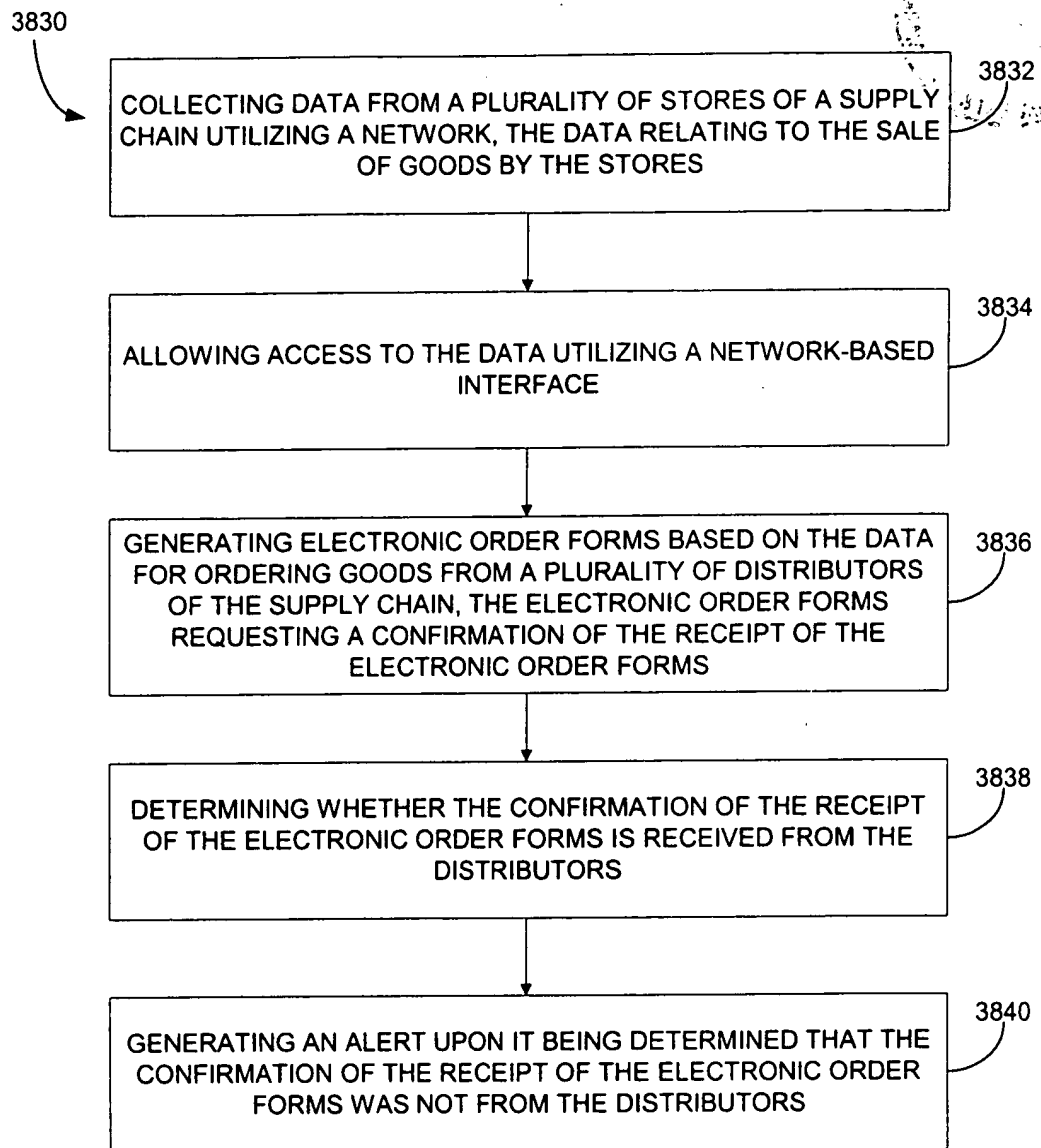 3830
3832
COLLECTING DATA FROM A PLURALITY OF STORES OF A SUPPLY
CHAIN UTILIZING A NETWORK, THE DATA RELATING TO THE SALE
OF GOODS BY THE STORES
3834
ALLOWING ACCESS TO THE DATA UTILIZING A NETWORK-BASED
INTERFACE
3836
GENERATING ELECTRONIC ORDER FORMS BASED ON THE DATA
FOR ORDERING GOODS FROM A PLURALITY OF DISTRIBUTORS
OF THE SUPPLY CHAIN, THE ELECTRONIC ORDER FORMS
REQUESTING A CONFIRMATION OF THE RECEIPT OF THE
ELECTRONIC ORDER FORMS
3838
DETERMINING WHETHER THE CONFIRMATION OF THE RECEIPT
OF THE ELECTRONIC ORDER FORMS IS RECEIVED FROM THE
DISTRIBUTORS
3840
GENERATING AN ALERT UPON IT BEING DETERMINED THAT THE
CONFIRMATION OF THE RECEIPT OF THE ELECTRONIC ORDER
FORMS WAS NOT FROM THE DISTRIBUTORS